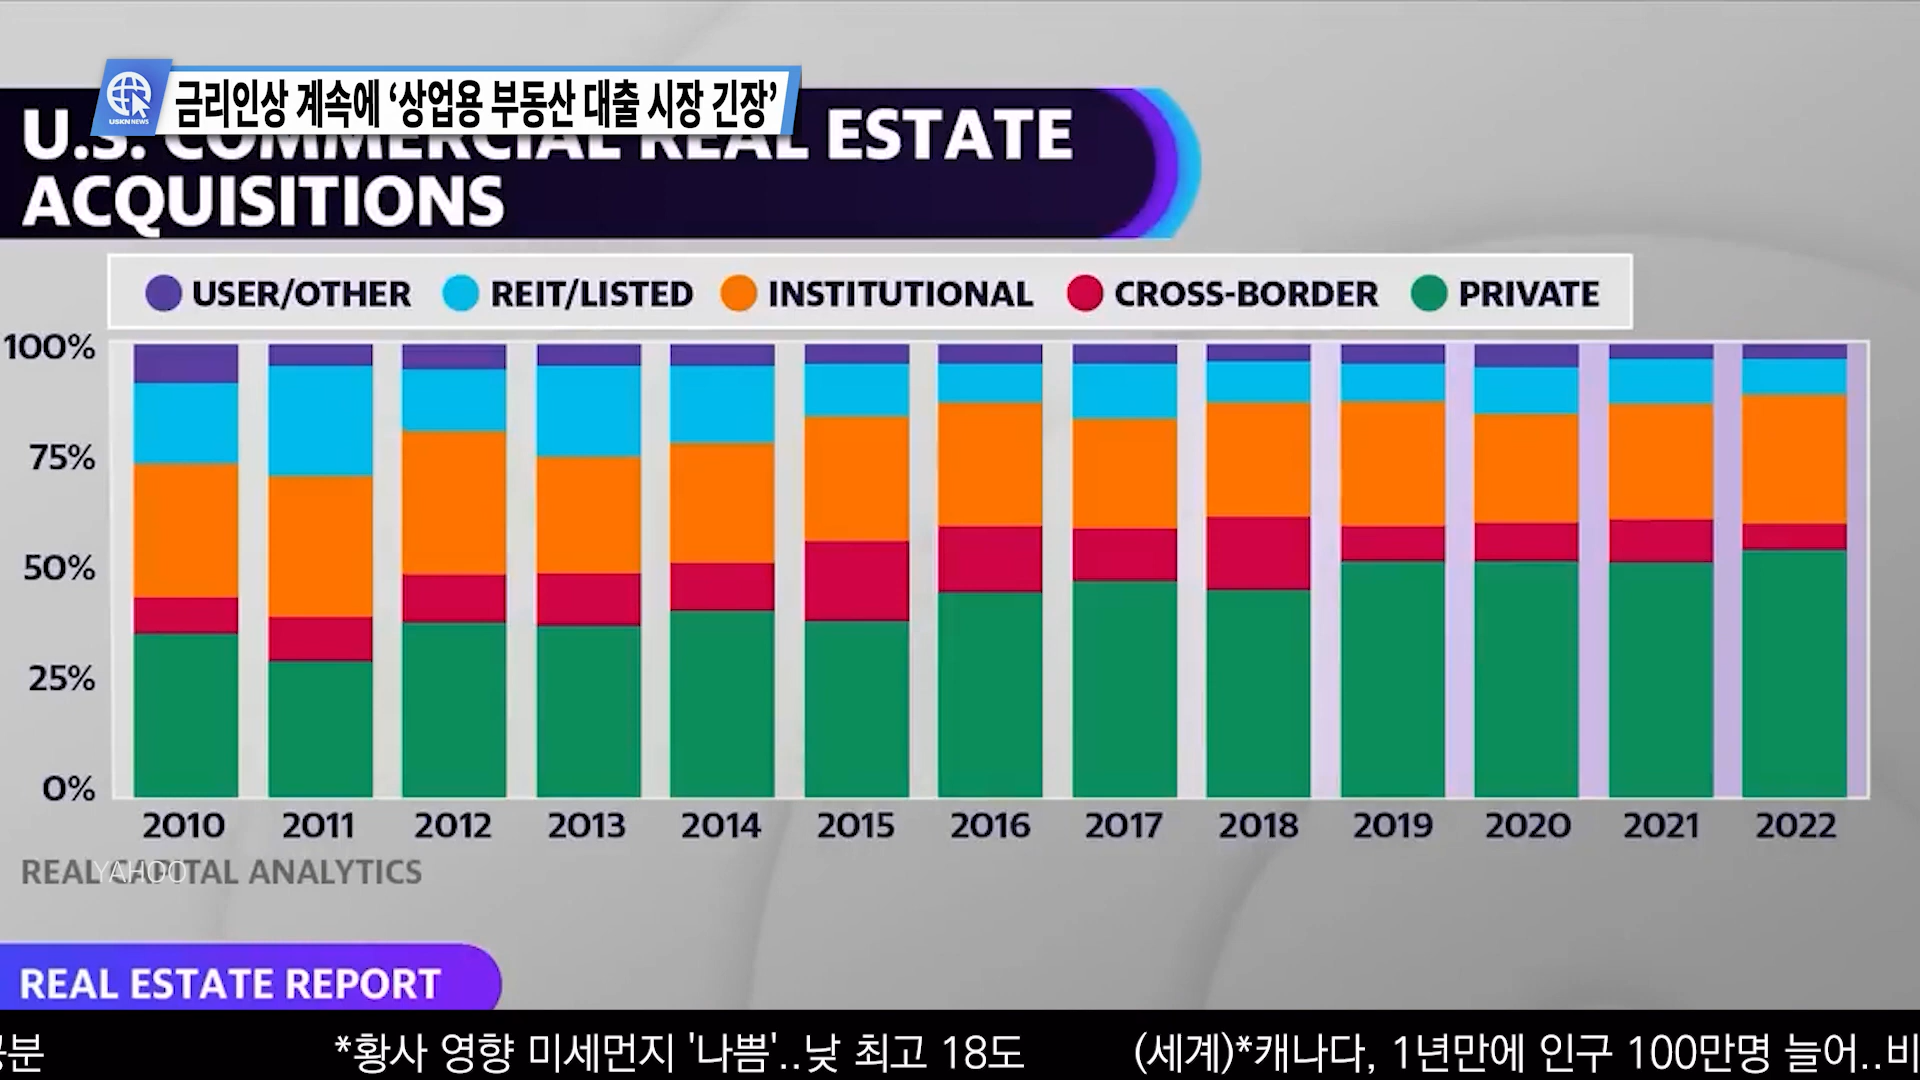 금리인상 계속에 ‘상업용 부동산 대출 시장 긴장’
USKN NEWS
U.S. COMMERCIAL REAL ESTATE
ACQUISITIONS
USER/OTHER REIT/LISTED INSTITUTIONAL CROSS-BORDER PRIVATE
100%
75%
50%
25%
0%
2010 2011 2012 2013 2014 2015 2016 2017 2018 2019 2020 2021 2022
REAL CAPITAL ANALYTICS
YAHOO
REAL ESTATE REPORT
*황사 영향 미세먼지 '나쁨'..낮 최고 18도 (세계)*캐나다, 1년만에 인구 100만명 늘어..비